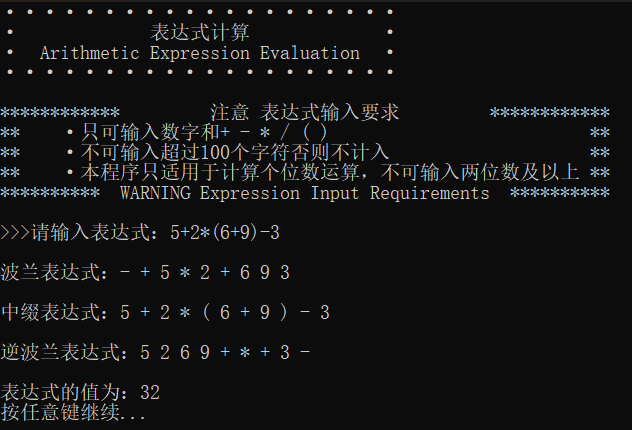 · · · · · · · · · · · · · · · · · · · ·
· 表达式计算 ·
· Arithmetic Expression Evaluation ·
· · · · · · · · · · · · · · · · · · · ·
************ 注意 表达式输入要求 ************
** ·只可输入数字和+ - * / ( ) **
** ·不可输入超过100个字符否则不计入 **
** ·本程序只适用于计算个位数运算，不可输入两位数及以上 **
********** WARNING Expression Input Requirements **********
>>>请输入表达式：5+2*(6+9)-3
波兰表达式：- + 5 * 2 + 6 9 3
中缀表达式：5 + 2 * ( 6 + 9 ) - 3
逆波兰表达式：5 2 6 9 + * + 3 -
表达式的值为：32
按任意键继续...